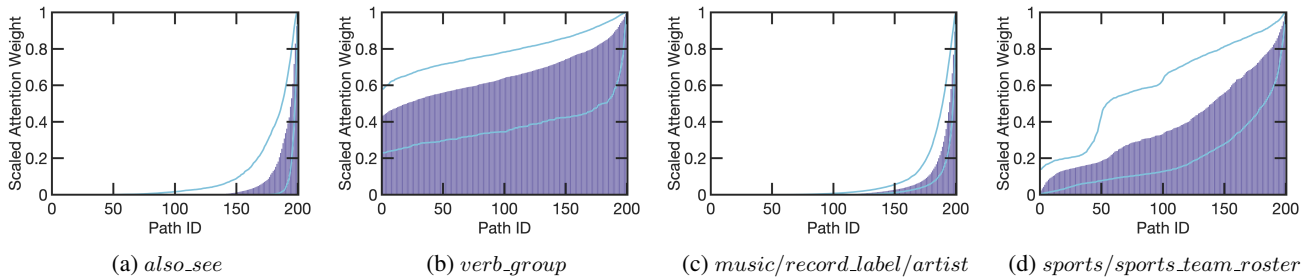 Scaled Attention Weight
1
0.8
0.6
0.4
0.2
0
0 50 100 150 200
Path ID
(a) also_see
Scaled Attention Weight
1
0.8
0.6
0.4
0.2
0
0 50 100 150 200
Path ID
(b) verb_group
Scaled Attention Weight
1
0.8
0.6
0.4
0.2
0
0 50 100 150 200
Path ID
(c) music/record_label/artist
Scaled Attention Weight
1
0.8
0.6
0.4
0.2
0
0 50 100 150 200
Path ID
(d) sports/sports_team_roster